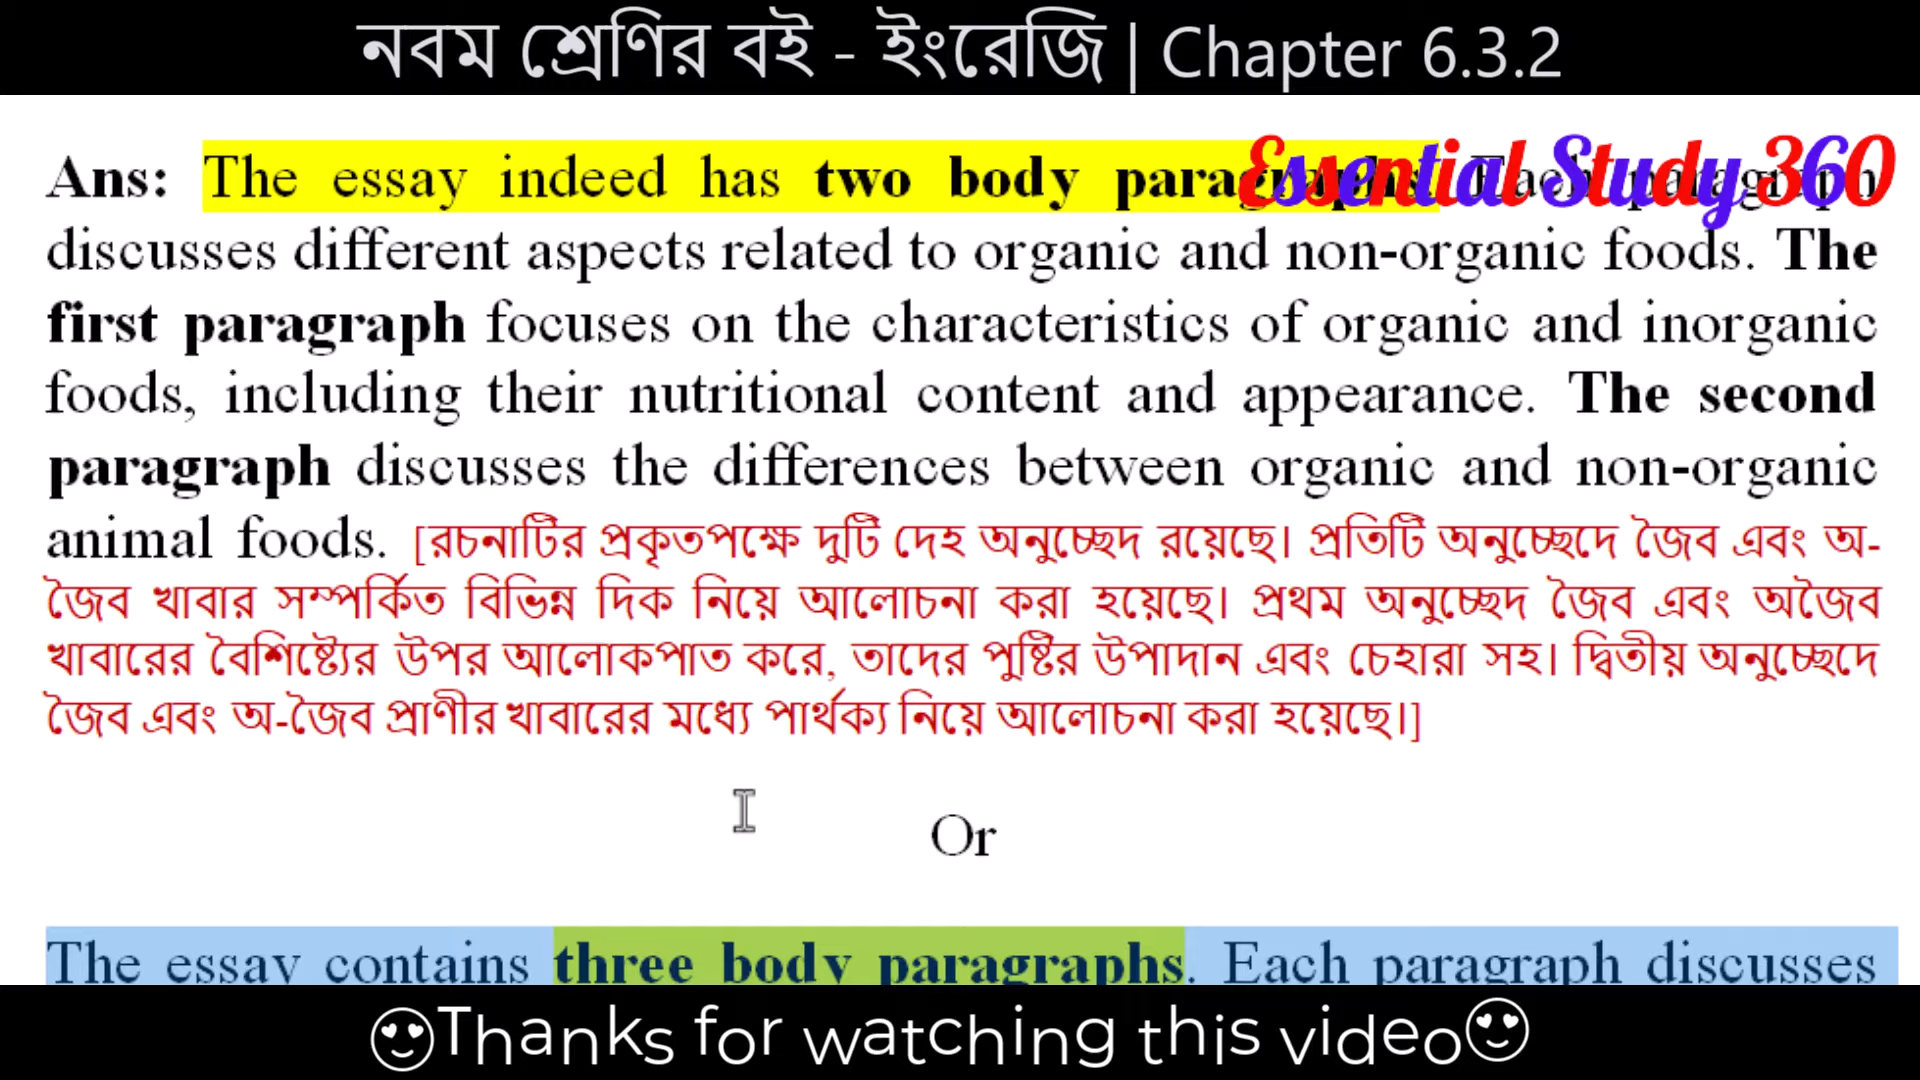 নবম শ্রেণির বই - ইংরেজি | Chapter 6.3.2
Essential Study 360
Ans: The essay indeed has two body paragraphs. Each paragraph
discusses different aspects related to organic and non-organic foods. The
first paragraph focuses on the characteristics of organic and inorganic
foods, including their nutritional content and appearance. The second
paragraph discusses the differences between organic and non-organic
animal foods. [রচনাটির প্রকৃতপক্ষে দুটি দেহ অনুচ্ছেদ রয়েছে। প্রতিটি অনুচ্ছেদে জৈব এবং অ-
জৈব খাবার সম্পর্কিত বিভিন্ন দিক নিয়ে আলোচনা করা হয়েছে। প্রথম অনুচ্ছেদ জৈব এবং অজৈব
খাবারের বৈশিষ্ট্যের উপর আলোকপাত করে, তাদের পুষ্টির উপাদান এবং চেহারা সহ। দ্বিতীয় অনুচ্ছেদে
জৈব এবং অ-জৈব প্রাণীর খাবারের মধ্যে পার্থক্য নিয়ে আলোচনা করা হয়েছে।]
Or
The essay contains three body paragraphs. Each paragraph discusses
Thanks for watching this video